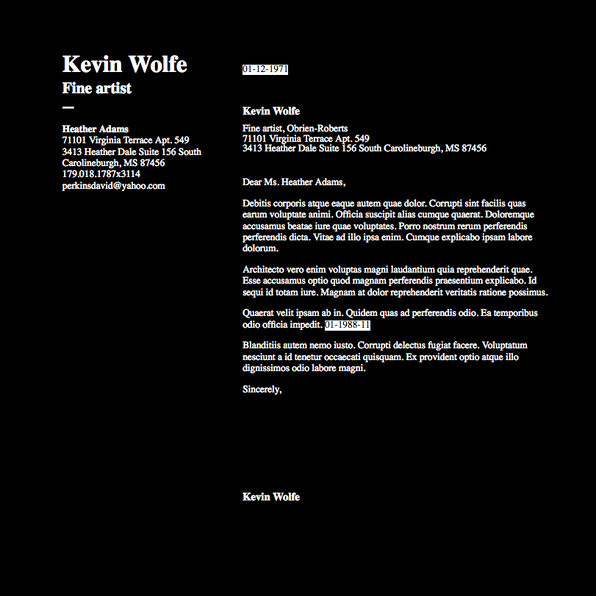 Kevin Wolfe
Fine artist
—
Heather Adams
71101 Virginia Terrace Apt. 549
3413 Heather Dale Suite 156 South
Carolineburgh, MS 87456
179.018.1787x3114
perkinsdavid@yahoo.com
01-12-1971
Kevin Wolfe
Fine artist, Obrien-Roberts
71101 Virginia Terrace Apt. 549
3413 Heather Dale Suite 156 South Carolineburgh, MS 87456
Dear Ms. Heather Adams,
Debitis corporis atque eaque autem quae dolor. Corrupti sint facilis quas
earum voluptate animi. Officia suscipit alias cumque quaerat. Doloremque
accusamus beatae iure quae voluptates. Porro nostrum rerum perferendis
perferendis dicta. Vitae ad illo ipsa enim. Cumque explicabo ipsam labore
dolorum.
Architecto vero enim voluptas magni laudantium quia reprehenderit quae.
Esse accusamus optio quod magnam perferendis praesentium explicabo. Id
sequi id totam iure. Magnam at dolor reprehenderit veritatis ratione possimus.
Quaerat velit ipsam ab in. Quidem quas ad perferendis odio. Ea temporibus
odio officia impedit. 01-1988-11
Blanditiis autem nemo iusto. Corrupti delectus fugiat facere. Voluptatum
nesciunt a id tenetur occaecati quisquam. Ex provident optio atque illo
dignissimos odio labore magni.
Sincerely,
Kevin Wolfe